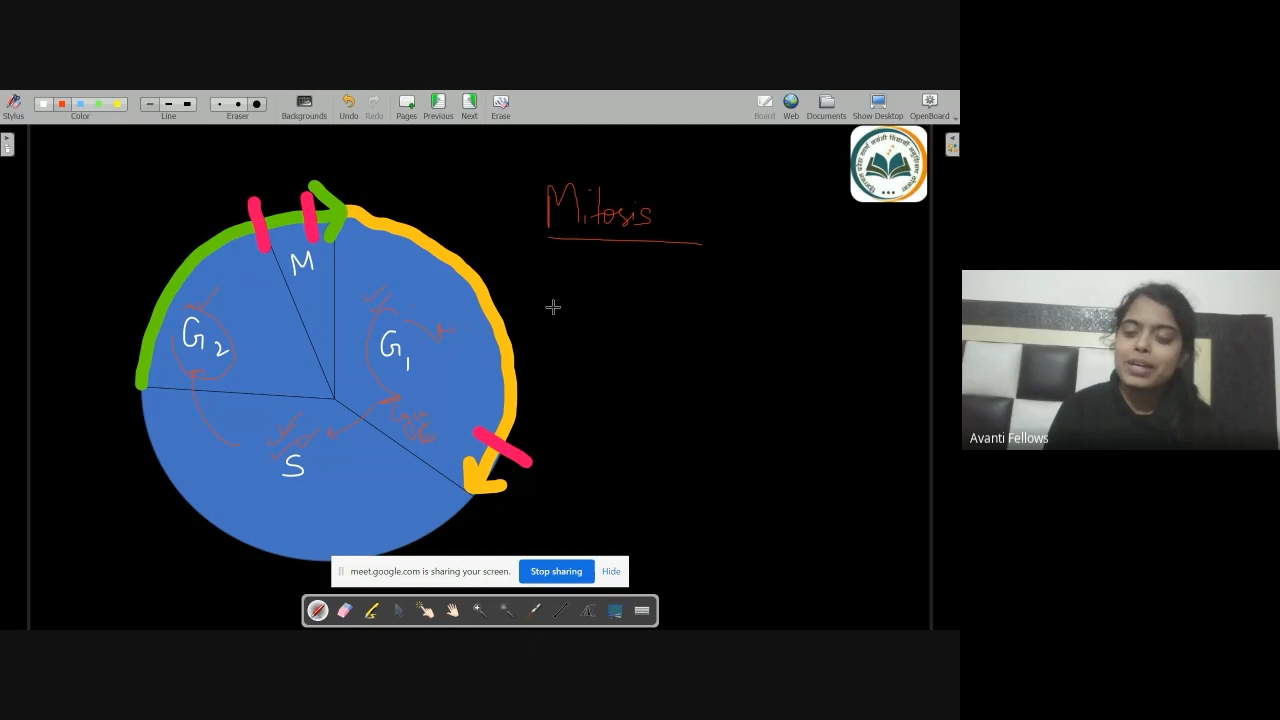 Stylus
Color
Line
Eraser
Backgrounds
Undo
Redo
Pages
Previous
Next
Erase
Board
Web
Documents
Show Desktop
OpenBoard
Mitosis
M
G2
G1
S
meet.google.com is sharing your screen.
Stop sharing
Hide
Avanti Fellows